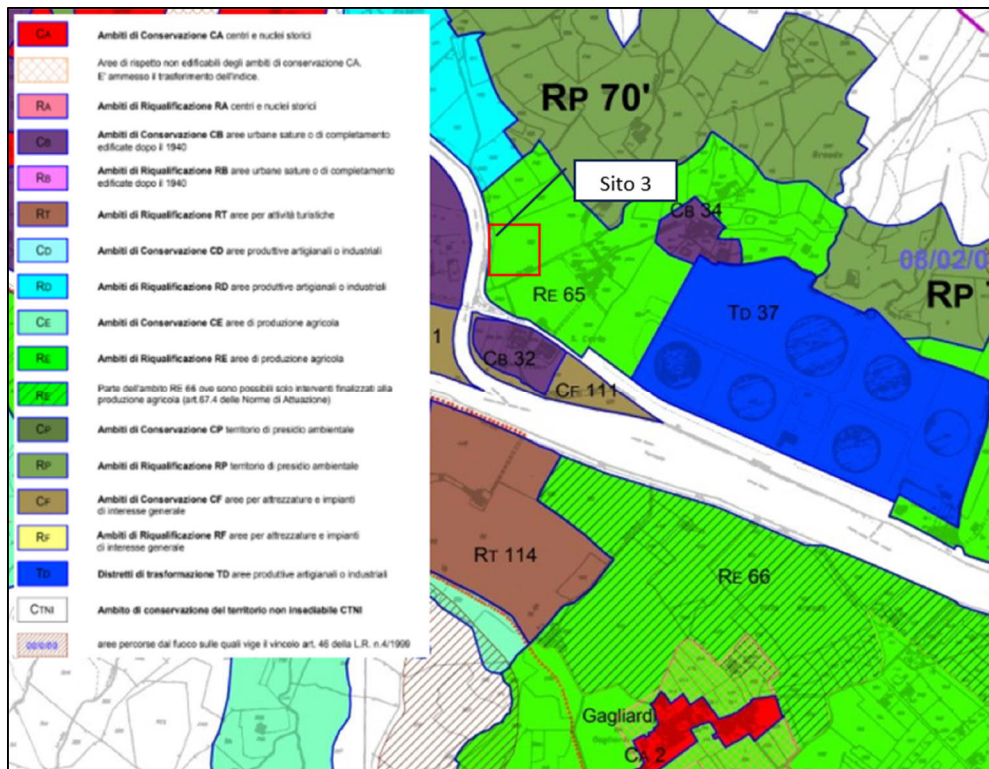 CA Ambiti di Conservazione CA centri e nuclei storici
Aree di rispetto non edificabili degli ambiti di conservazione CA.
E' ammesso il trasferimento dell'indice.
RA Ambiti di Riqualificazione RA centri e nuclei storici
CB Ambiti di Conservazione CB aree urbane sature o di completamento
edificate dopo il 1940
RB Ambiti di Riqualificazione RB aree urbane sature o di completamento
edificate dopo il 1940
RT Ambiti di Riqualificazione RT aree per attività turistiche
CD Ambiti di Conservazione CD aree produttive artigianali o industriali
RD Ambiti di Riqualificazione RD aree produttive artigianali o industriali
CE Ambiti di Conservazione CE area di produzione agricola
RE Ambiti di Riqualificazione RE area di produzione agricola
RE Parte dell'ambito RE 66 ove sono possibili solo interventi finalizzati alla
produzione agricola (art.67.4 delle Norme di Attuazione)
CP Ambiti di Conservazione CP territorio di presidio ambientale
RP Ambiti di Riqualificazione RP territorio di presidio ambientale
CF Ambiti di Conservazione CF aree per attrezzature e impianti
di interesse generale
RF Ambiti di Riqualificazione RF aree per attrezzature e impianti
di interesse generale
TD Distretti di trasformazione TD aree produttive artigianali o industriali
CTNI Ambito di conservazione del territorio non insediabile CTNI
aree percorse dal fuoco sulle quali vige il vincolo art. 46 della L.R. n.4/1999
RP 70'
Sito 3
CB 34
08/02/0
RP 7
RE 65
TD 37
1
S. Carlo
CB 32
CF 111
RT 114
RE 66
Gagliardi
CA 2